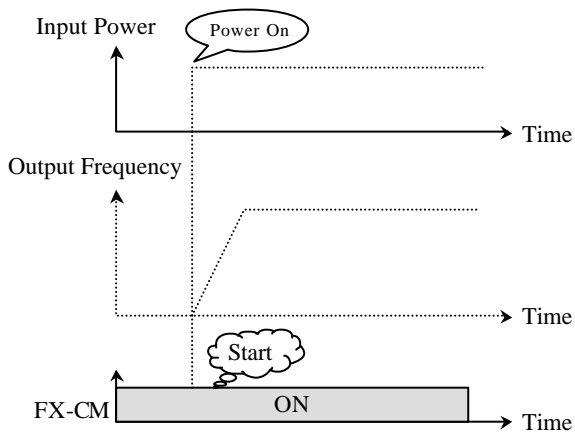 Input Power
Power On
Time
Output Frequency
Time
Start
FX-CM
ON
Time